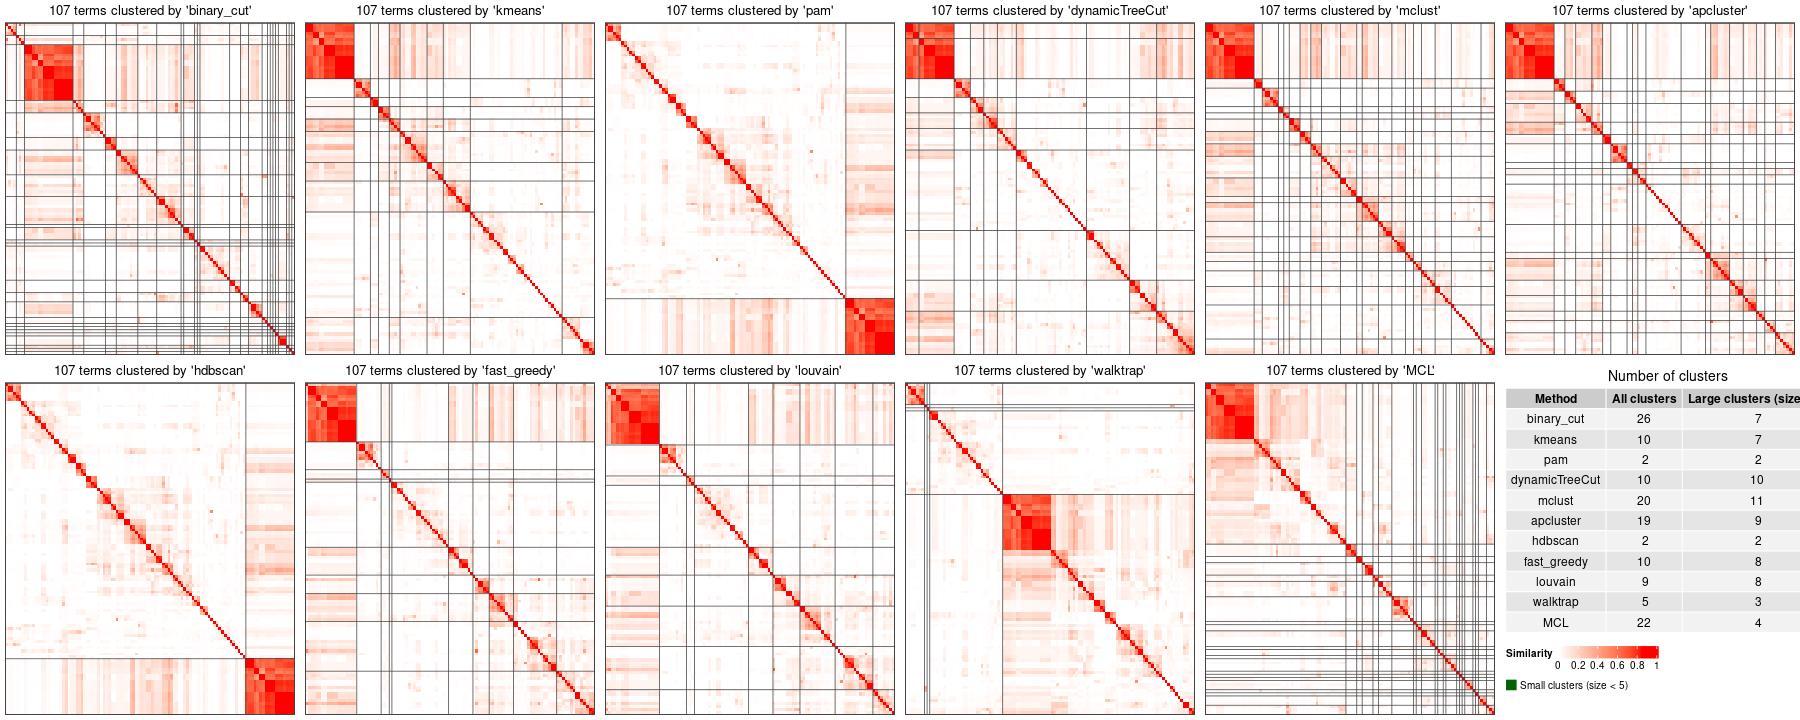 107 terms clustered by 'binary_cut'
107 terms clustered by 'kmeans'
107 terms clustered by 'pam'
107 terms clustered by 'dynamicTreeCut'
107 terms clustered by 'mclust'
107 terms clustered by 'apcluster'
107 terms clustered by 'hdbscan'
107 terms clustered by 'fast_greedy'
107 terms clustered by 'louvain'
107 terms clustered by 'walktrap'
107 terms clustered by 'MCL'
Number of clusters
Method All clusters Large clusters (size
binary_cut 26 7
kmeans 10 7
pam 2 2
dynamicTreeCut 10 10
mclust 20 11
apcluster 19 9
hdbscan 2 2
fast_greedy 10 8
louvain 9 8
walktrap 5 3
MCL 22 4
Similarity
0 0.2 0.4 0.6 0.8 1
Small clusters (size < 5)